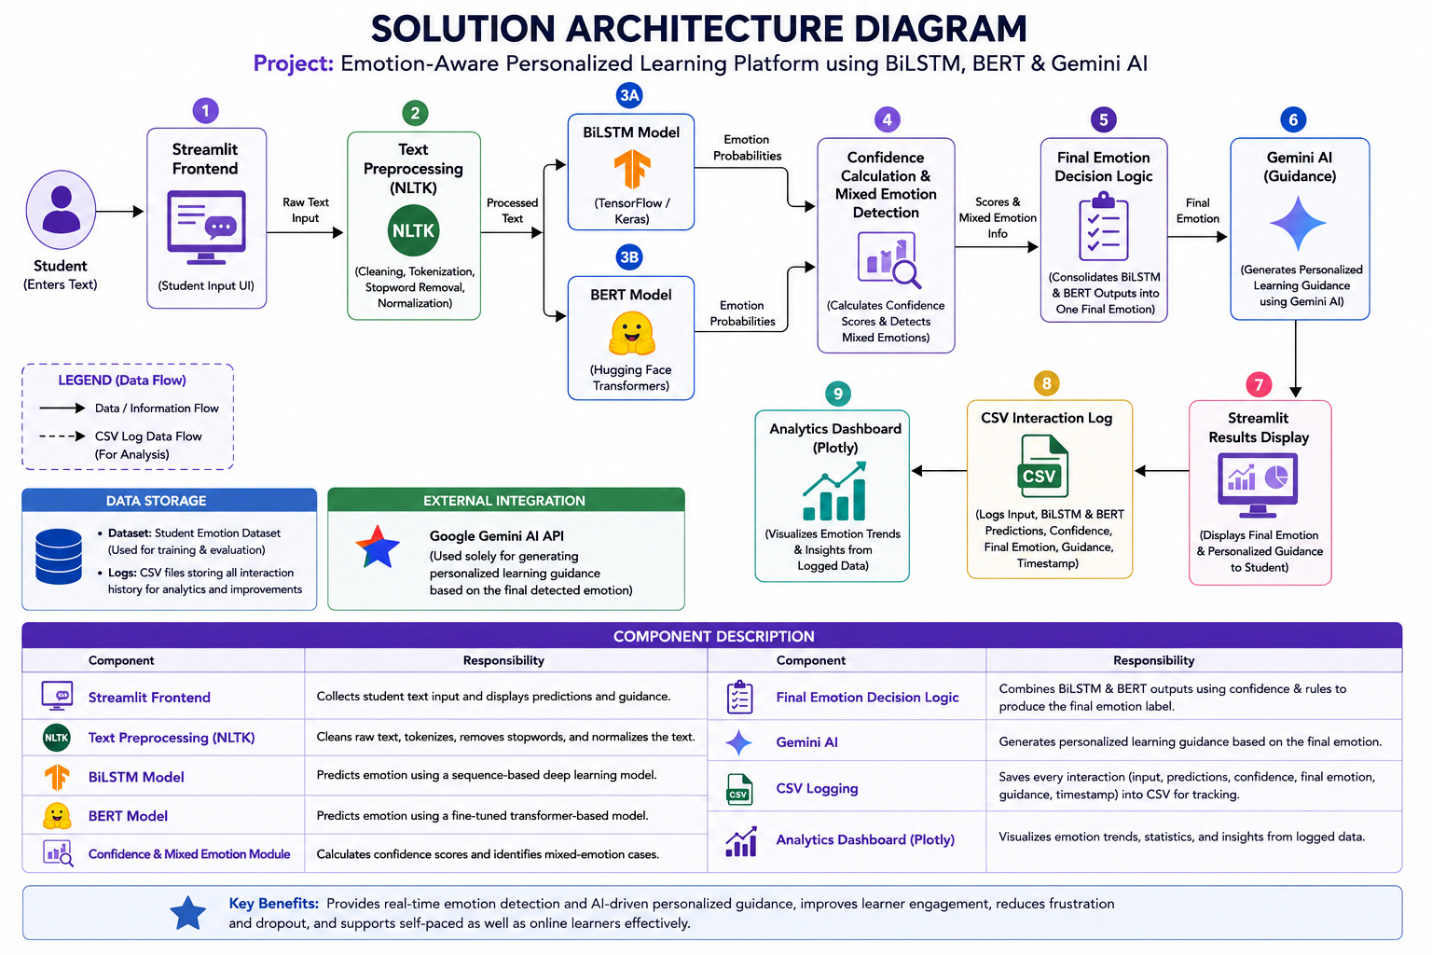 SOLUTION ARCHITECTURE DIAGRAM
Project: Emotion-Aware Personalized Learning Platform using BiLSTM, BERT & Gemini AI
Student
(Enters Text)
1
Streamlit
Frontend
(Student Input UI)
Raw Text
Input
2
Text
Preprocessing
(NLTK)
NLTK
(Cleaning, Tokenization,
Stopword Removal,
Normalization)
Processed
Text
3A
BiLSTM Model
(TensorFlow /
Keras)
Emotion
Probabilities
3B
BERT Model
(Hugging Face
Transformers)
Emotion
Probabilities
4
Confidence
Calculation &
Mixed Emotion
Detection
(Calculates Confidence
Scores & Detects
Mixed Emotions)
Scores &
Mixed Emotion
Info
5
Final Emotion
Decision Logic
(Consolidates BiLSTM
& BERT Outputs into
One Final Emotion)
Final
Emotion
6
Gemini AI
(Guidance)
(Generates Personalized
Learning Guidance
using Gemini AI)
7
Streamlit
Results Display
(Displays Final Emotion
& Personalized Guidance
to Student)
8
CSV Interaction Log
CSV
(Logs Input, BiLSTM & BERT
Predictions, Confidence,
Final Emotion, Guidance,
Timestamp)
9
Analytics Dashboard
(Plotly)
(Visualizes Emotion Trends
& Insights from
Logged Data)
LEGEND (Data Flow)
Data / Information Flow
CSV Log Data Flow
(For Analysis)
DATA STORAGE
• Dataset: Student Emotion Dataset
(Used for training & evaluation)
• Logs: CSV files storing all interaction
history for analytics and improvements
EXTERNAL INTEGRATION
Google Gemini AI API
(Used solely for generating
personalized learning guidance
based on the final detected emotion)
COMPONENT DESCRIPTION
Component Responsibility
Streamlit Frontend Collects student text input and displays predictions and guidance.
NLTK Text Preprocessing (NLTK) Cleans raw text, tokenizes, removes stopwords, and normalizes the text.
BiLSTM Model Predicts emotion using a sequence-based deep learning model.
BERT Model Predicts emotion using a fine-tuned transformer-based model.
Confidence & Mixed Emotion Module Calculates confidence scores and identifies mixed-emotion cases.
Component Responsibility
Final Emotion Decision Logic Combines BiLSTM & BERT outputs using confidence & rules to
produce the final emotion label.
Gemini AI Generates personalized learning guidance based on the final emotion.
CSV CSV Logging Saves every interaction (input, predictions, confidence, final emotion,
guidance, timestamp) into CSV for tracking.
Analytics Dashboard (Plotly) Visualizes emotion trends, statistics, and insights from logged data.
Key Benefits: Provides real-time emotion detection and AI-driven personalized guidance, improves learner engagement, reduces frustration
and dropout, and supports self-paced as well as online learners effectively.